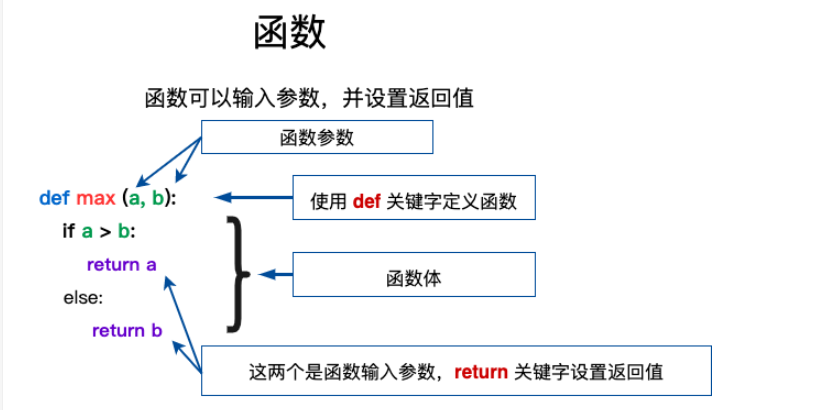 函数
函数可以输入参数，并设置返回值
函数参数
def max (a, b):
使用 def 关键字定义函数
if a > b:
return a
函数体
else:
return b
这两个是函数输入参数，return 关键字设置返回值